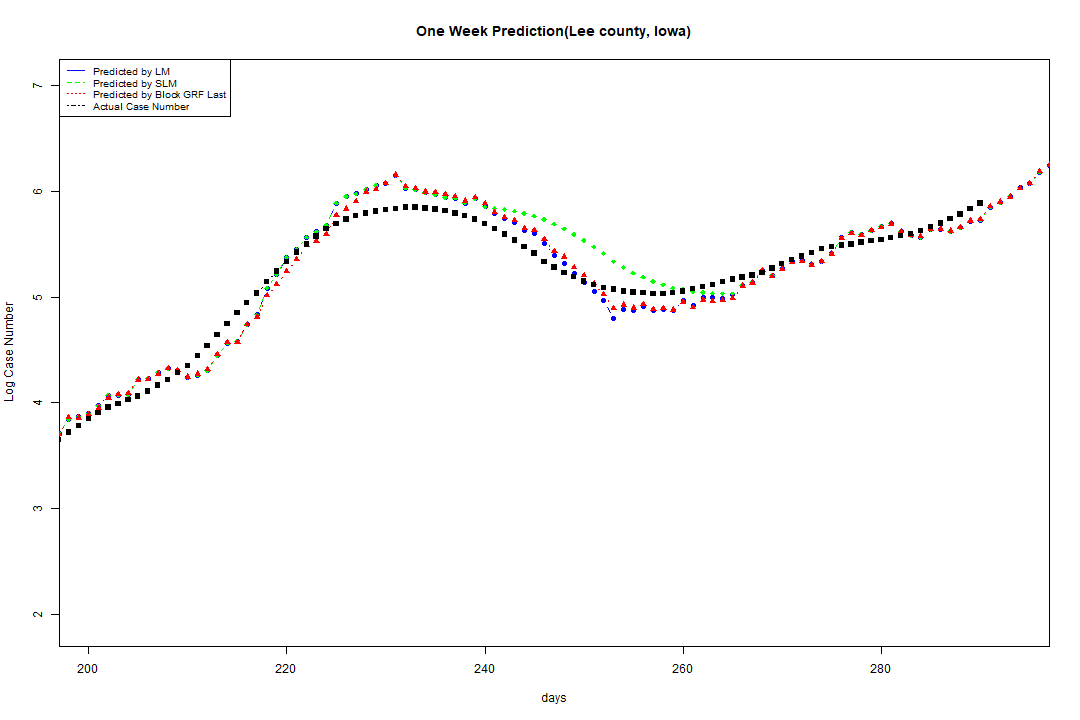 One Week Prediction(Lee county, Iowa)
Predicted by LM
Predicted by SLM
Predicted by Block GRF Last
Actual Case Number
7
6
5
4
3
2
Log Case Number
200 220 240 260 280
days